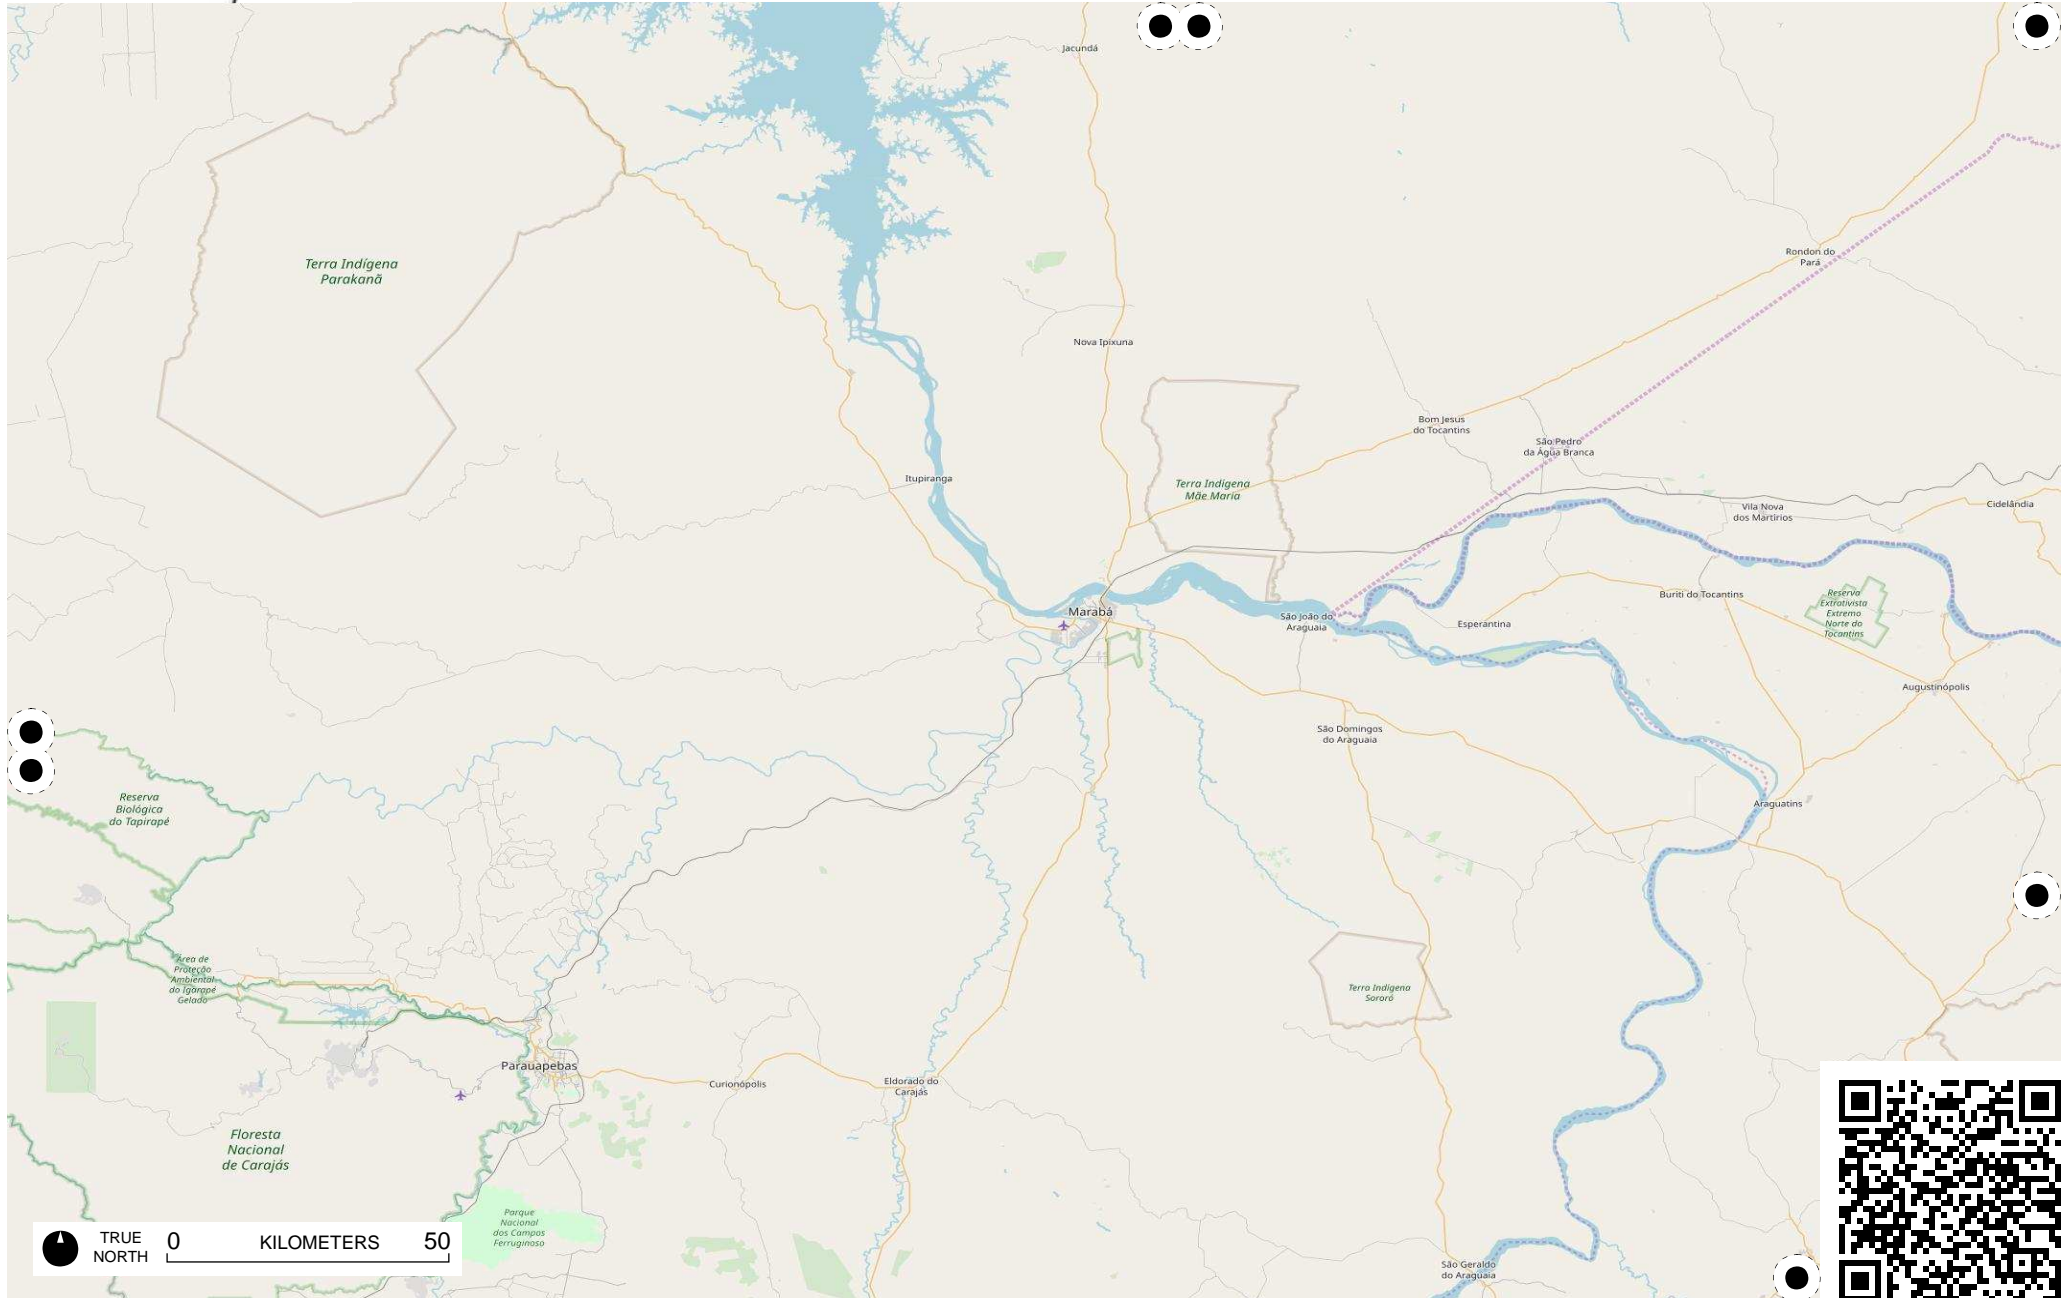 Jacundá
Terra Indígena
Parakanã
Rondon do
Pará
Nova Ipixuna
Bom Jesus
do Tocantins
São Pedro
da Água Branca
Itupiranga
Terra Indígena
Mãe Maria
Vila Nova
dos Martírios
Cidelândia
Marabá
São João do
Araguaia
Esperantina
Buriti do Tocantins
Reserva
Extrativista
Extremo
Norte do
Tocantins
Augustinópolis
São Domingos
do Araguaia
Reserva
Biológica
do Tapirapé
Araguatins
Área de
Proteção
Ambiental
do Igarapé
Gelado
Terra Indígena
Sororó
Parauapebas
Curionópolis
Eldorado do
Carajás
Floresta
Nacional
de Carajás
Parque
Nacional
dos Campos
Ferruginoso
TRUE
NORTH
0 KILOMETERS 50
São Geraldo
do Araguaia